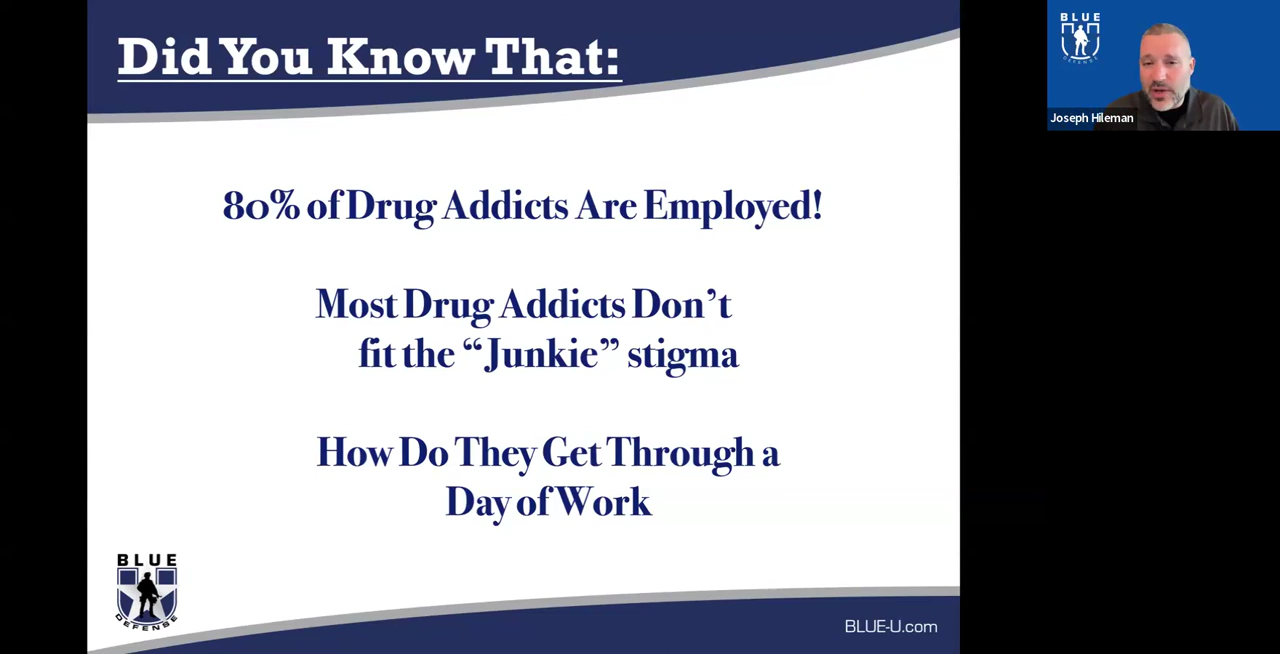 Did You Know That:
80% of Drug Addicts Are Employed!
Most Drug Addicts Don’t
fit the “Junkie” stigma
How Do They Get Through a
Day of Work
BLUE
DEFENSE
BLUE-U.com
BLUE
DEFENSE
Joseph Hileman